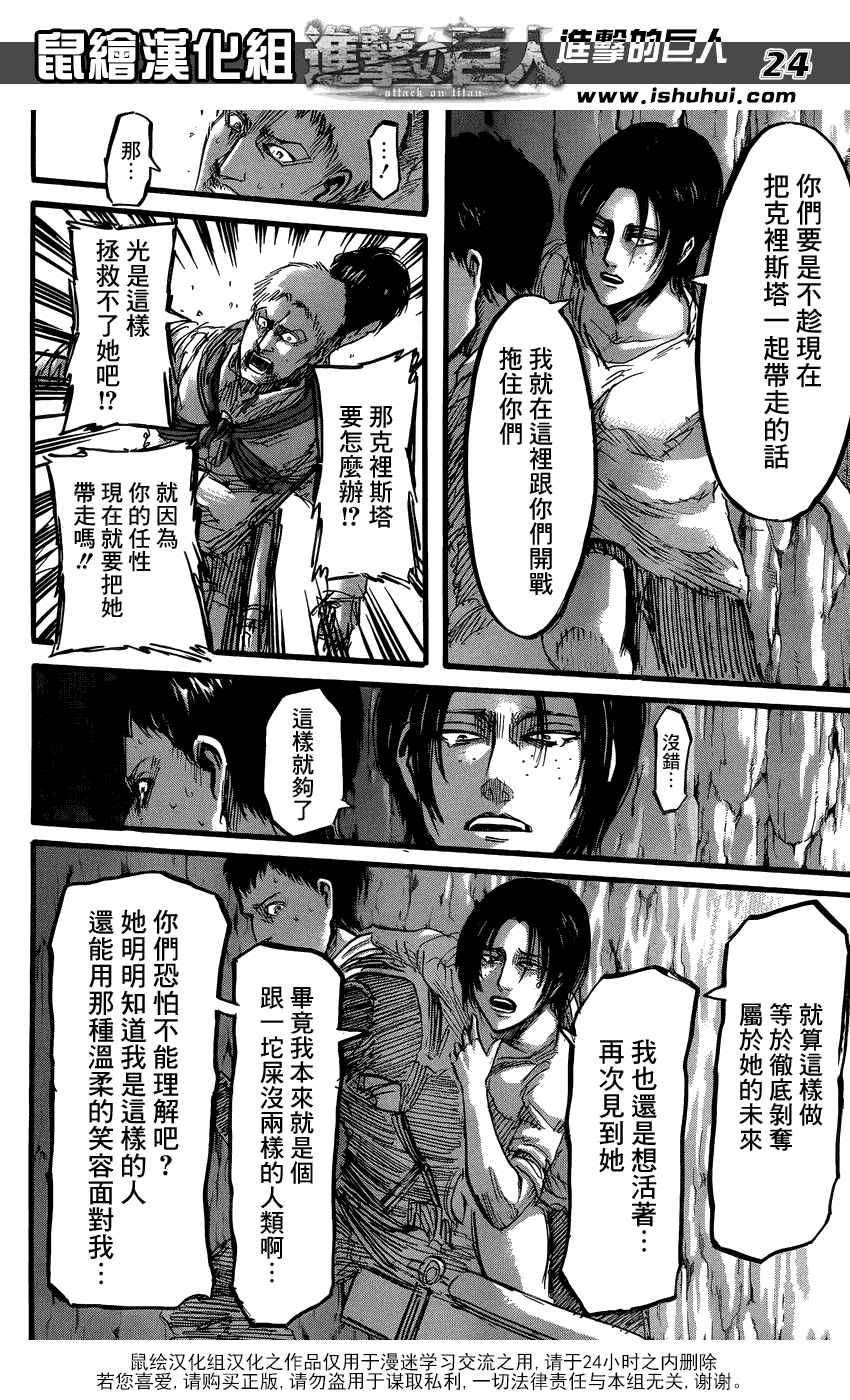 鼠繪漢化組
進撃の巨人
attack on titan
進擊的巨人
24
www.ishuhui.com
你們要是不趁現在
把克裡斯塔一起帶走的話
我就在這裡跟你們開戰
拖住你們
…!
那…
那克裡斯塔
要怎麼辦!?
光是這樣
拯救不了她吧!?
就因為
你的任性
現在就要把她
帶走嗎!!
沒錯…
這樣就夠了
就算這樣做
等於徹底剝奪
屬於她的未來
我也還是想活著…
再次見到她
畢竟我本來就是個
跟一坨屎沒兩樣的人類啊…
你們恐怕不能理解吧?
她明明知道我是這樣的人
還能用那種溫柔的笑容面對我…
鼠绘汉化组汉化之作品仅用于漫迷学习交流之用, 请于24小时之内删除
若您喜爱, 请购买正版, 请勿盗用于谋取私利, 一切法律责任与本组无关, 谢谢。